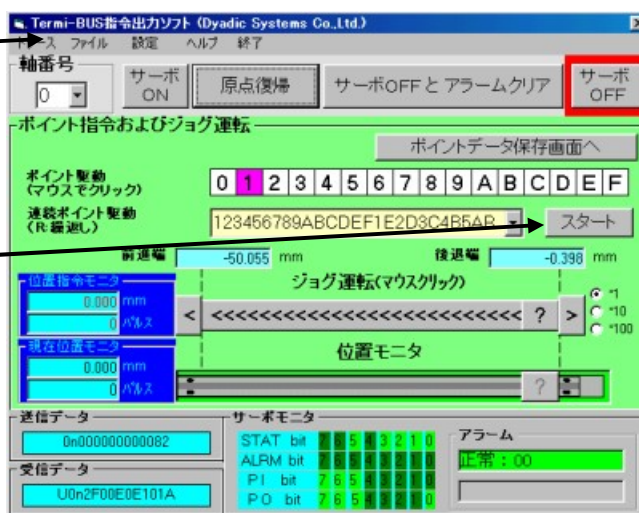 Termi-BUS指令出力ソフト (Dyadic Systems Co.,Ltd.)
ファイル 設定 ヘルプ 終了
軸番号
0
サーボ
ON
原点復帰
サーボOFFと アラームクリア
サーボ
OFF
ポイント指令およびジョグ運転
ポイントデータ保存画面へ
ポイント駆動
(マウスでクリック)
0 1 2 3 4 5 6 7 8 9 A B C D E F
連続ポイント駆動
(R:繰返し)
123456789ABCDEF1E2D3C4B5AR
スタート
前進端 -50.055 mm 後退端 -0.398 mm
位置指令モニタ
0.000 mm
0 パルス
ジョグ運転(マウスクリック)
< <<<<<<<<<<<<<<<<<<<<<<<<<< ? >
*1
*10
*100
現在位置モニタ
0.000 mm
0 パルス
位置モニタ
?
送信データ
0n000000000082
受信データ
U0n2F00E0E101A
サーボモニタ
STAT bit 7 6 5 4 3 2 1 0
ALRM bit 7 6 5 4 3 2 1 0
PI bit 7 6 5 4 3 2 1 0
PO bit 7 6 5 4 3 2 1 0
アラーム
正常:00